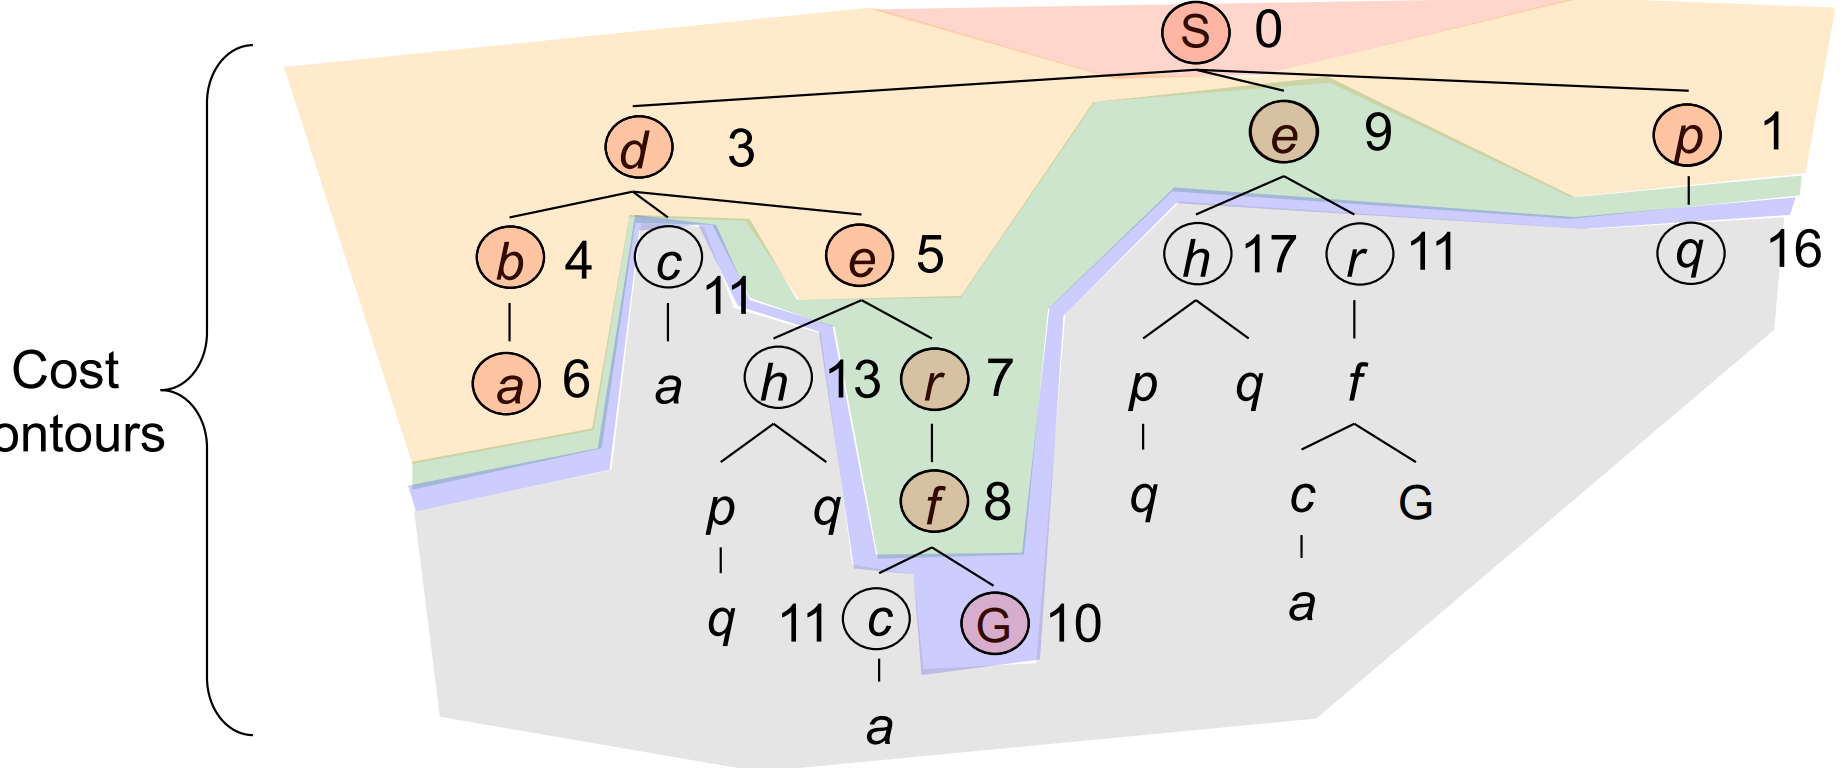 S 0
d 3 e 9 p 1
b 4 c 11 e 5 h 17 r 11 q 16
Cost
ontours
a 6 a h 13 r 7 p q f
p q f 8 q c G
q 11 c G 10 a
a